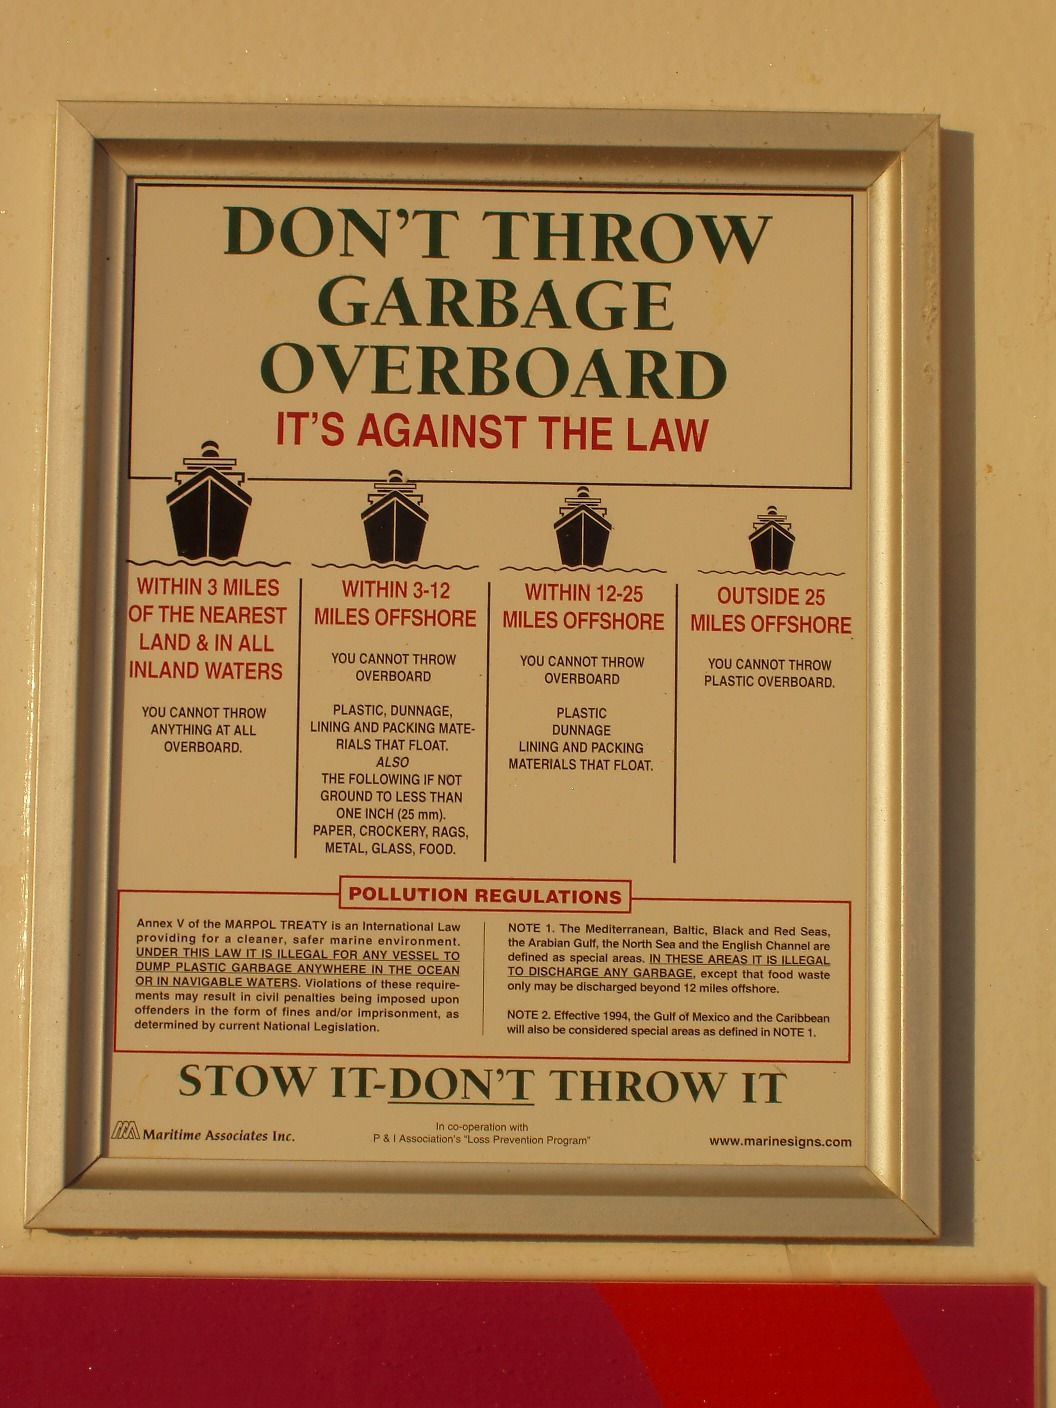 DON'T THROW
GARBAGE
OVERBOARD
IT'S AGAINST THE LAW
WITHIN 3 MILES
OF THE NEAREST
LAND & IN ALL
INLAND WATERS
YOU CANNOT THROW
ANYTHING AT ALL
OVERBOARD.
WITHIN 3-12
MILES OFFSHORE
YOU CANNOT THROW
OVERBOARD
PLASTIC, DUNNAGE,
LINING AND PACKING MATE-
RIALS THAT FLOAT.
ALSO
THE FOLLOWING IF NOT
GROUND TO LESS THAN
ONE INCH (25 mm).
PAPER, CROCKERY, RAGS,
METAL, GLASS, FOOD.
WITHIN 12-25
MILES OFFSHORE
YOU CANNOT THROW
OVERBOARD
PLASTIC
DUNNAGE
LINING AND PACKING
MATERIALS THAT FLOAT.
OUTSIDE 25
MILES OFFSHORE
YOU CANNOT THROW
PLASTIC OVERBOARD.
POLLUTION REGULATIONS
Annex V of the MARPOL TREATY is an International Law
providing for a cleaner, safer marine environment.
UNDER THIS LAW IT IS ILLEGAL FOR ANY VESSEL TO
DUMP PLASTIC GARBAGE ANYWHERE IN THE OCEAN
OR IN NAVIGABLE WATERS. Violations of these require-
ments may result in civil penalties being imposed upon
offenders in the form of fines and/or imprisonment, as
determined by current National Legislation.
NOTE 1. The Mediterranean, Baltic, Black and Red Seas,
the Arabian Gulf, the North Sea and the English Channel are
defined as special areas. IN THESE AREAS IT IS ILLEGAL
TO DISCHARGE ANY GARBAGE, except that food waste
only may be discharged beyond 12 miles offshore.
NOTE 2. Effective 1994, the Gulf of Mexico and the Caribbean
will also be considered special areas as defined in NOTE 1.
STOW IT-DON'T THROW IT
Maritime Associates Inc.
In co-operation with
P & I Association's "Loss Prevention Program"
www.marinesigns.com